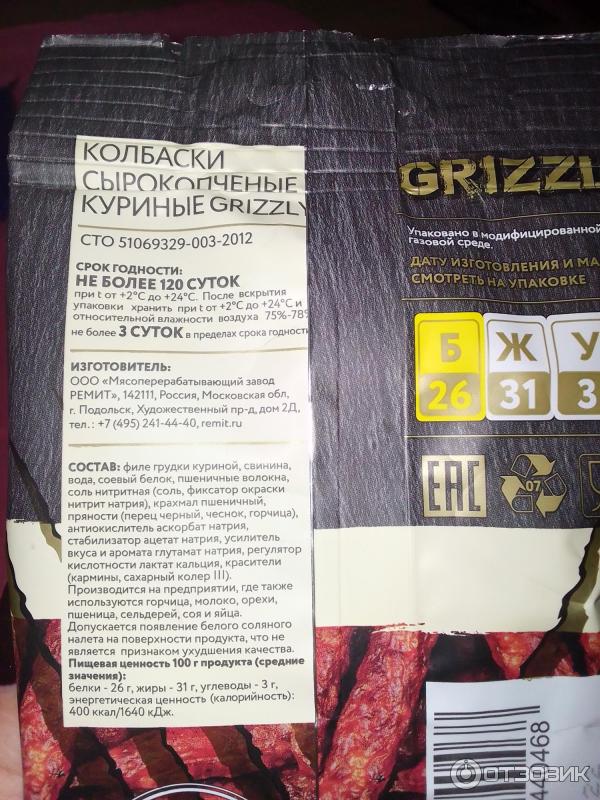 КОЛБАСКИ
СЫРОКОПЧЕНЫЕ
КУРИНЫЕ GRIZZLY
СТО 51069329-003-2012
СРОК ГОДНОСТИ:
НЕ БОЛЕЕ 120 СУТОК
при t от +2°С до +24°С. После вскрытия
упаковки хранить при t от +2°С до +24°С и
относительной влажности воздуха 75%-78%
не более 3 СУТОК в пределах срока годности
ИЗГОТОВИТЕЛЬ:
ООО «Мясоперерабатывающий завод
РЕМИТ», 142111, Россия, Московская обл,
г. Подольск, Художественный пр-д, дом 2Д,
тел.: +7 (495) 241-44-40, remit.ru
СОСТАВ: филе грудки куриной, свинина,
вода, соевый белок, пшеничные волокна,
соль нитритная (соль, фиксатор окраски
нитрит натрия), крахмал пшеничный,
пряности (перец черный, чеснок, горчица),
антиокислитель аскорбат натрия,
стабилизатор ацетат натрия, усилитель
вкуса и аромата глутамат натрия, регулятор
кислотности лактат кальция, красители
(кармины, сахарный колер III).
Производится на предприятии, где также
используются горчица, молоко, орехи,
пшеница, сельдерей, соя и яйца.
Допускается появление белого соляного
налета на поверхности продукта, что не
является признаком ухудшения качества.
Пищевая ценность 100 г продукта (средние
значения):
белки - 26 г, жиры - 31 г, углеводы - 3 г,
энергетическая ценность (калорийность):
400 ккал/1640 кДж.
GRIZZL
Упаковано в модифицированной
газовой среде.
ДАТУ ИЗГОТОВЛЕНИЯ И МА
СМОТРЕТЬ НА УПАКОВКЕ
Б Ж У
26 31 3
EAC
07
0468
ОТЗОВИК